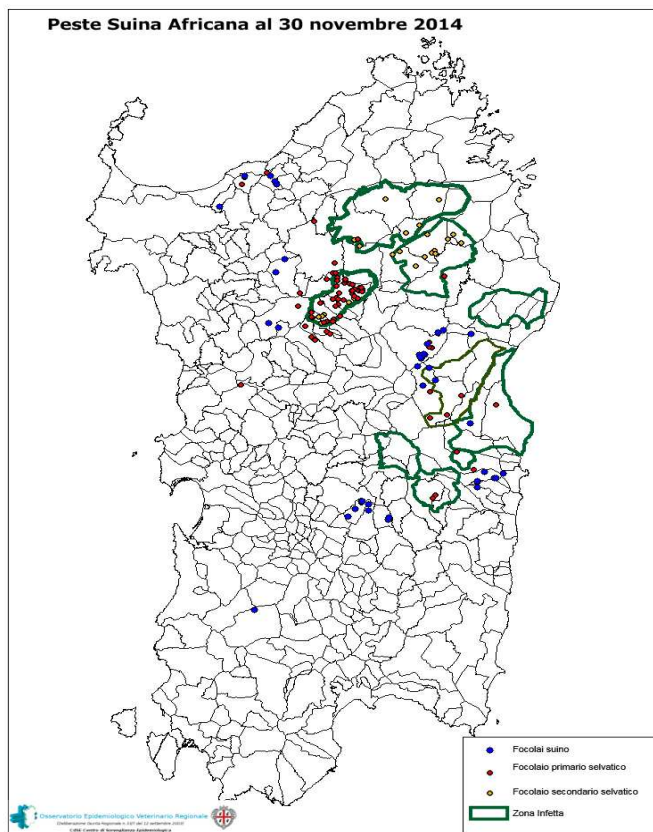 Peste Suina Africana al 30 novembre 2014
Focolai suino
Focolaio primario selvatico
Focolaio secondario selvatico
Zona Infetta
Osservatorio Epidemiologico Veterinario Regionale